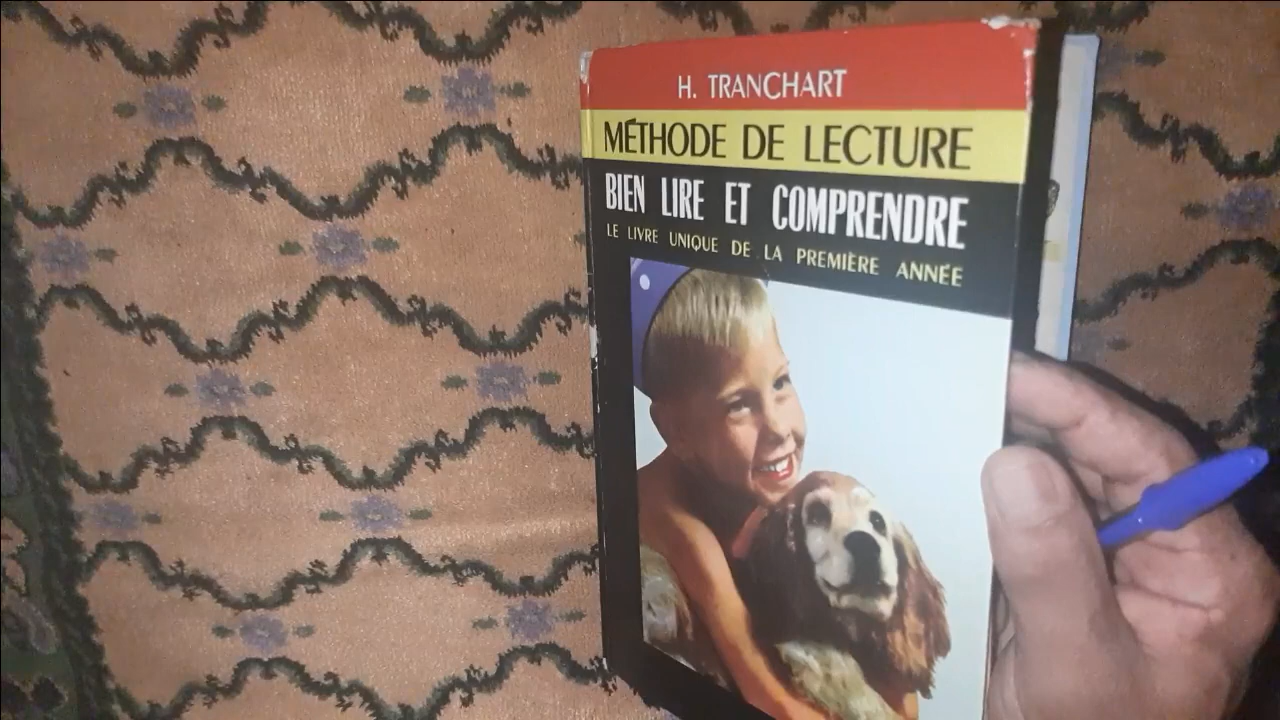 H. TRANCHART
MÉTHODE DE LECTURE
BIEN LIRE ET COMPRENDRE
LE LIVRE UNIQUE DE LA PREMIÈRE ANNÉE